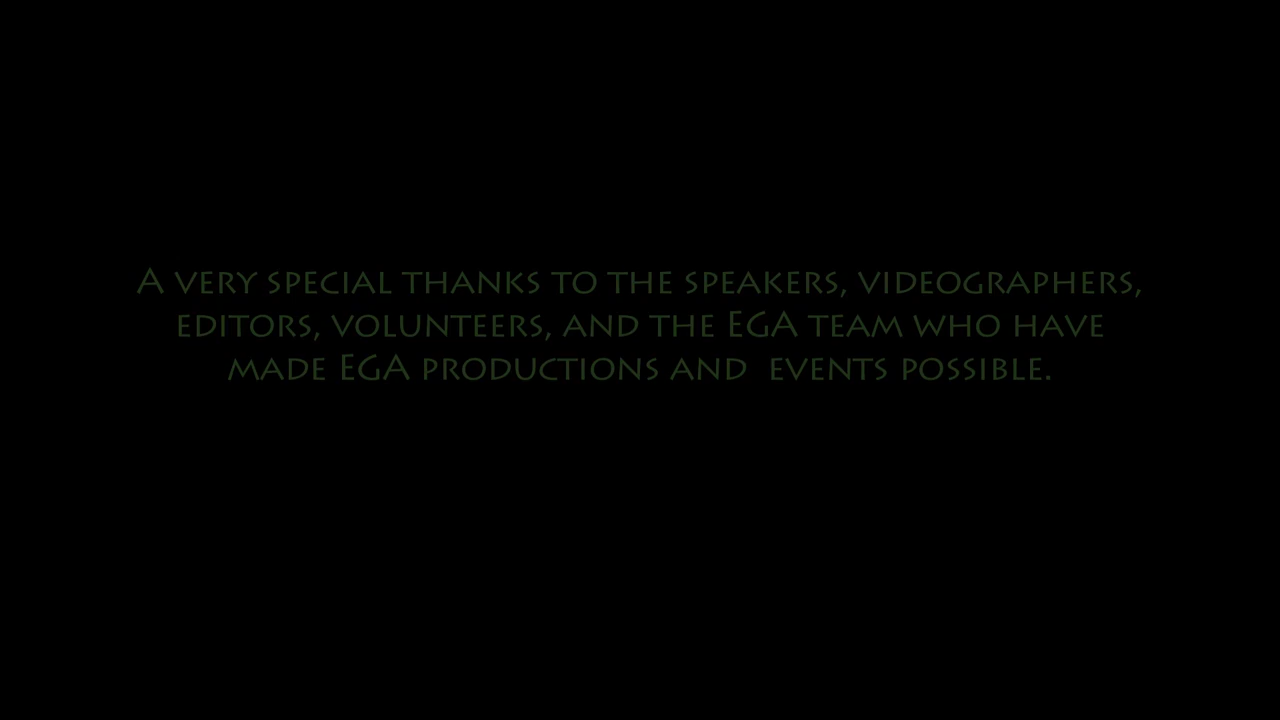 A very special thanks to the speakers, videographers,
editors, volunteers, and the EGA team who have
made EGA productions and  events possible.